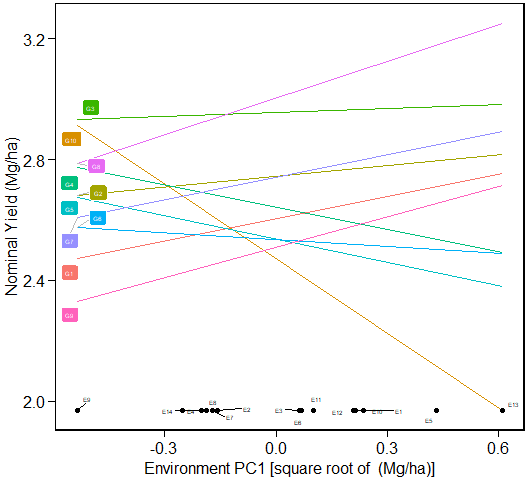 Nominal Yield (Mg/ha)
3.2
2.8
2.4
2.0
G3
G10
G8
G4
G2
G5
G6
G7
G1
G9
E9
E8
E14
E4
E2
E7
E11
E3
E6
E12
E10
E1
E5
E13
-0.3
0.0
0.3
0.6
Environment PC1 [square root of (Mg/ha)]